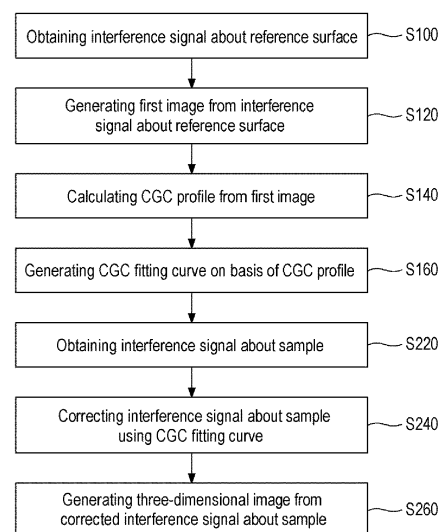 Obtaining interference signal about reference surface S100
Generating first image from interference
signal about reference surface S120
Calculating CGC profile from first image S140
Generating CGC fitting curve on basis of CGC profile S160
Obtaining interference signal about sample S220
Correcting interference signal about sample
using CGC fitting curve S240
Generating three-dimensional image from
corrected interference signal about sample S260